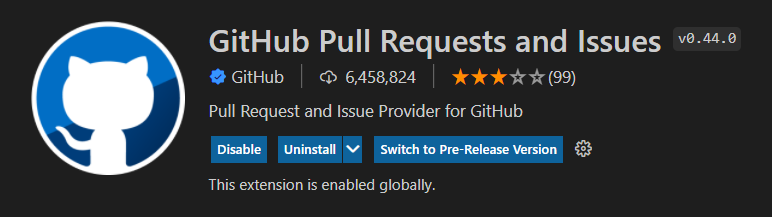 GitHub Pull Requests and Issues v0.44.0
GitHub 6,458,824 (99)
Pull Request and Issue Provider for GitHub
Disable Uninstall Switch to Pre-Release Version
This extension is enabled globally.